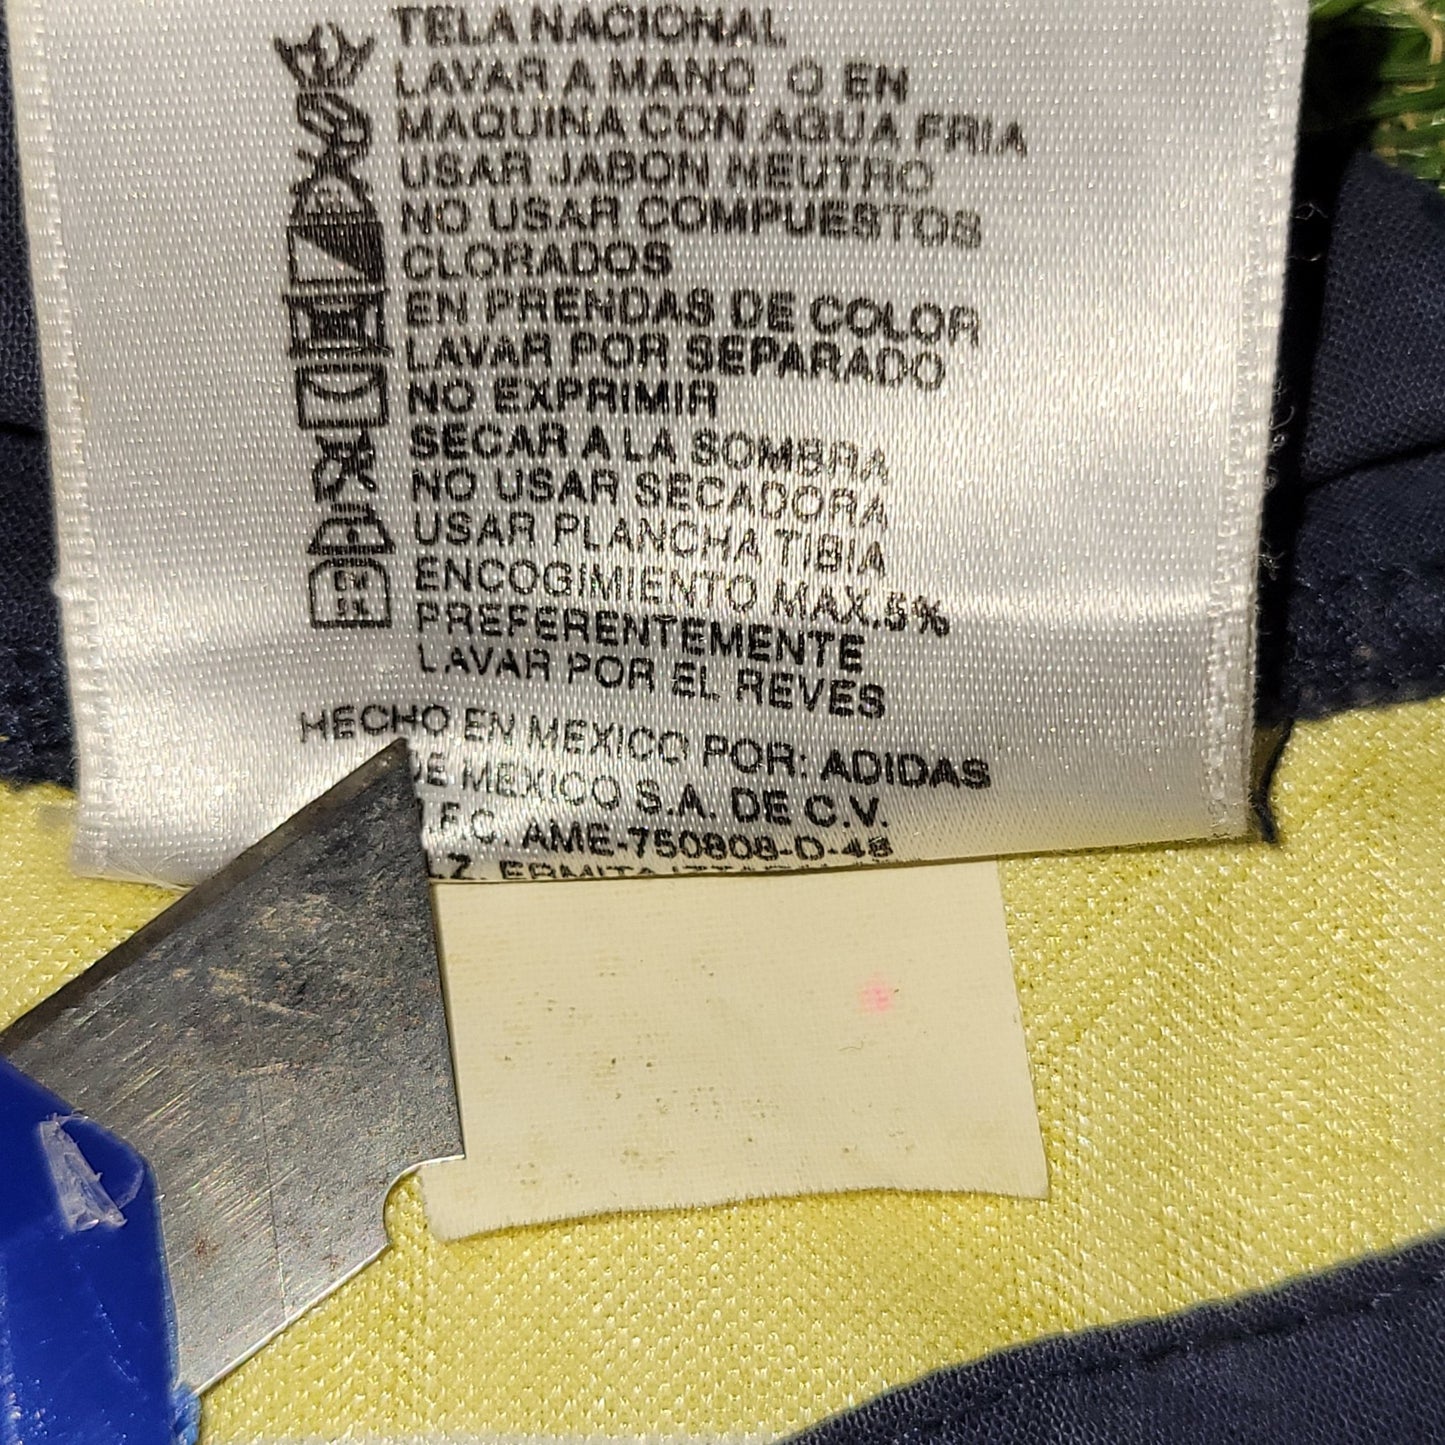 TELA NACIONAL
LAVAR A MANO O EN
MAQUINA CON AGUA FRIA
USAR JABON NEUTRO
NO USAR COMPUESTOS
CLORADOS
EN PRENDAS DE COLOR
LAVAR POR SEPARADO
NO EXPRIMIR
SECAR A LA SOMBRA
NO USAR SECADORA
USAR PLANCHA TIBIA
ENCOGIMIENTO MAX.5%
PREFERENTEMENTE
LAVAR POR EL REVES
HECHO EN MEXICO POR: ADIDAS
DE MEXICO S.A. DE C.V.
.F.C. AME-750808-D-48